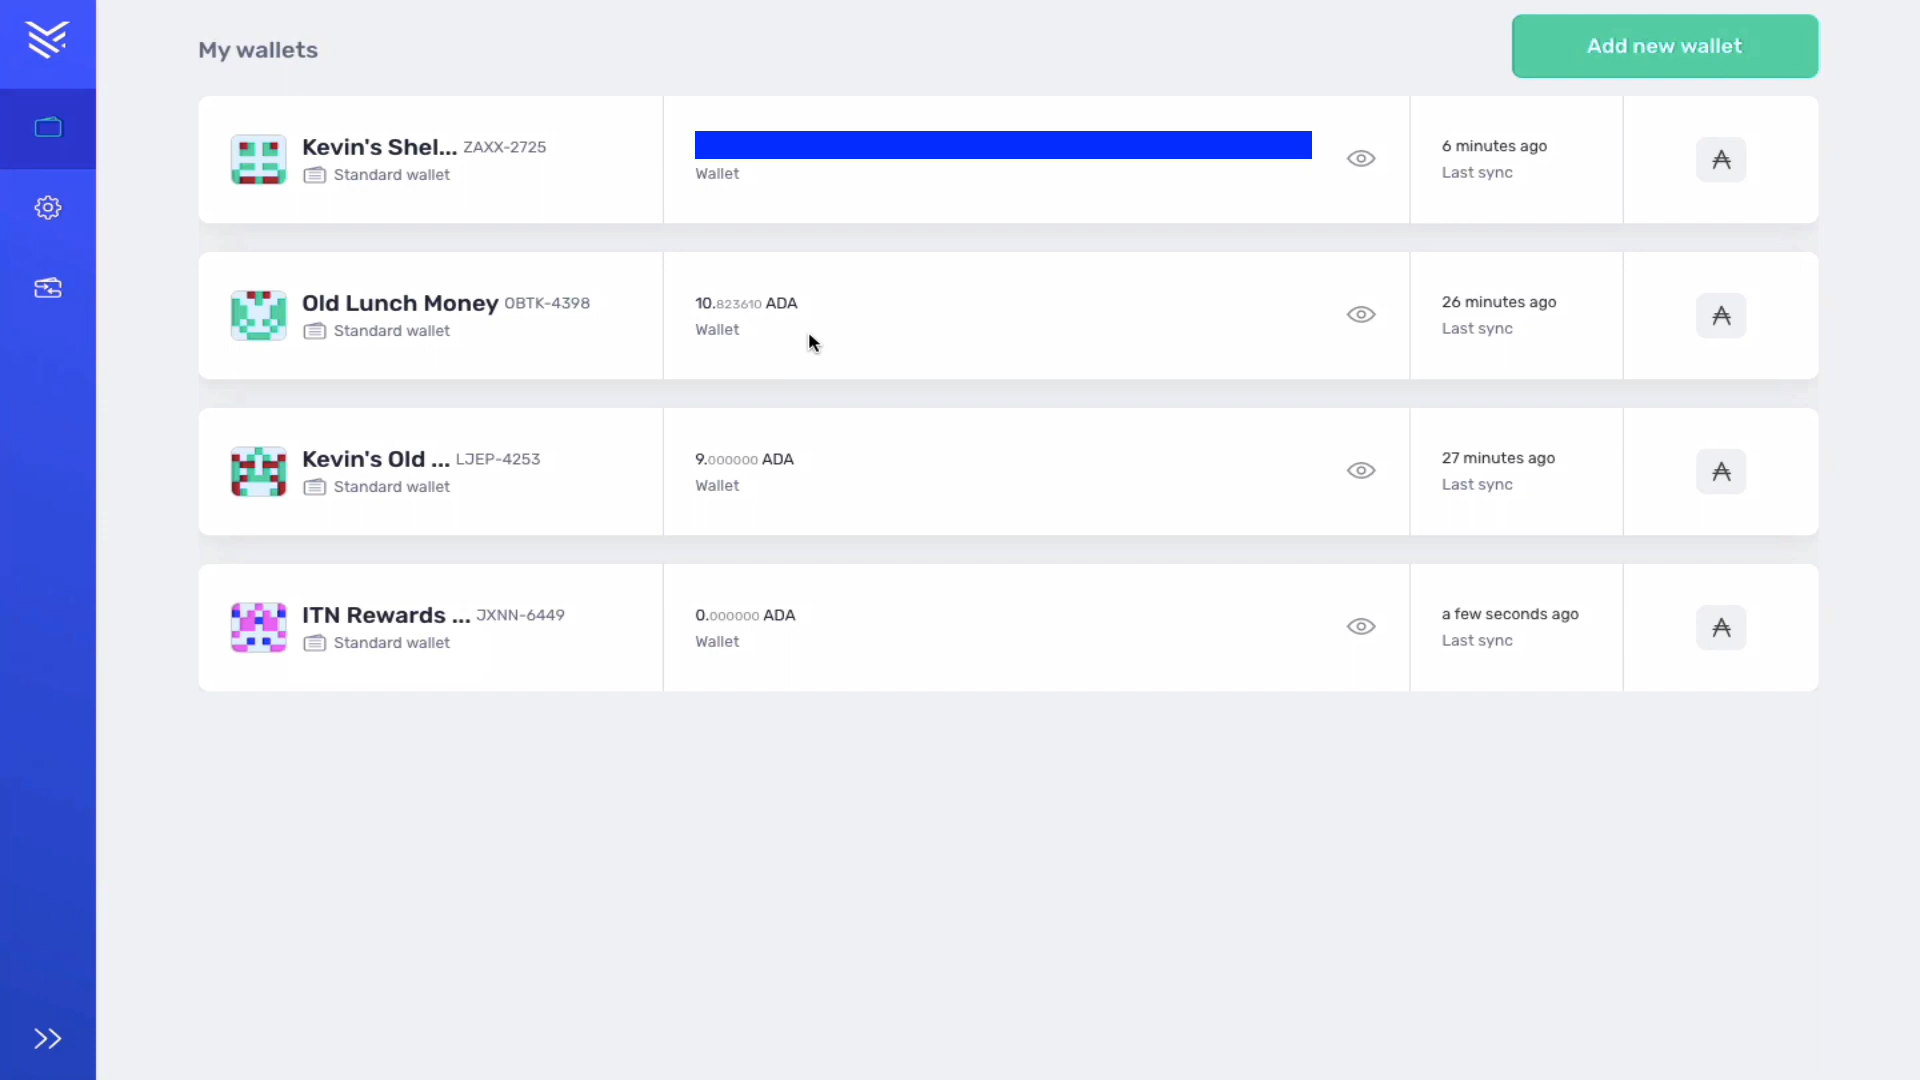 My wallets
Add new wallet
Kevin's Shel... ZAXX-2725
Standard wallet
Wallet
6 minutes ago
Last sync
Old Lunch Money OBTK-4398
Standard wallet
10.823610 ADA
Wallet
26 minutes ago
Last sync
Kevin's Old ... LJEP-4253
Standard wallet
9.000000 ADA
Wallet
27 minutes ago
Last sync
ITN Rewards ... JXNN-6449
Standard wallet
0.000000 ADA
Wallet
a few seconds ago
Last sync